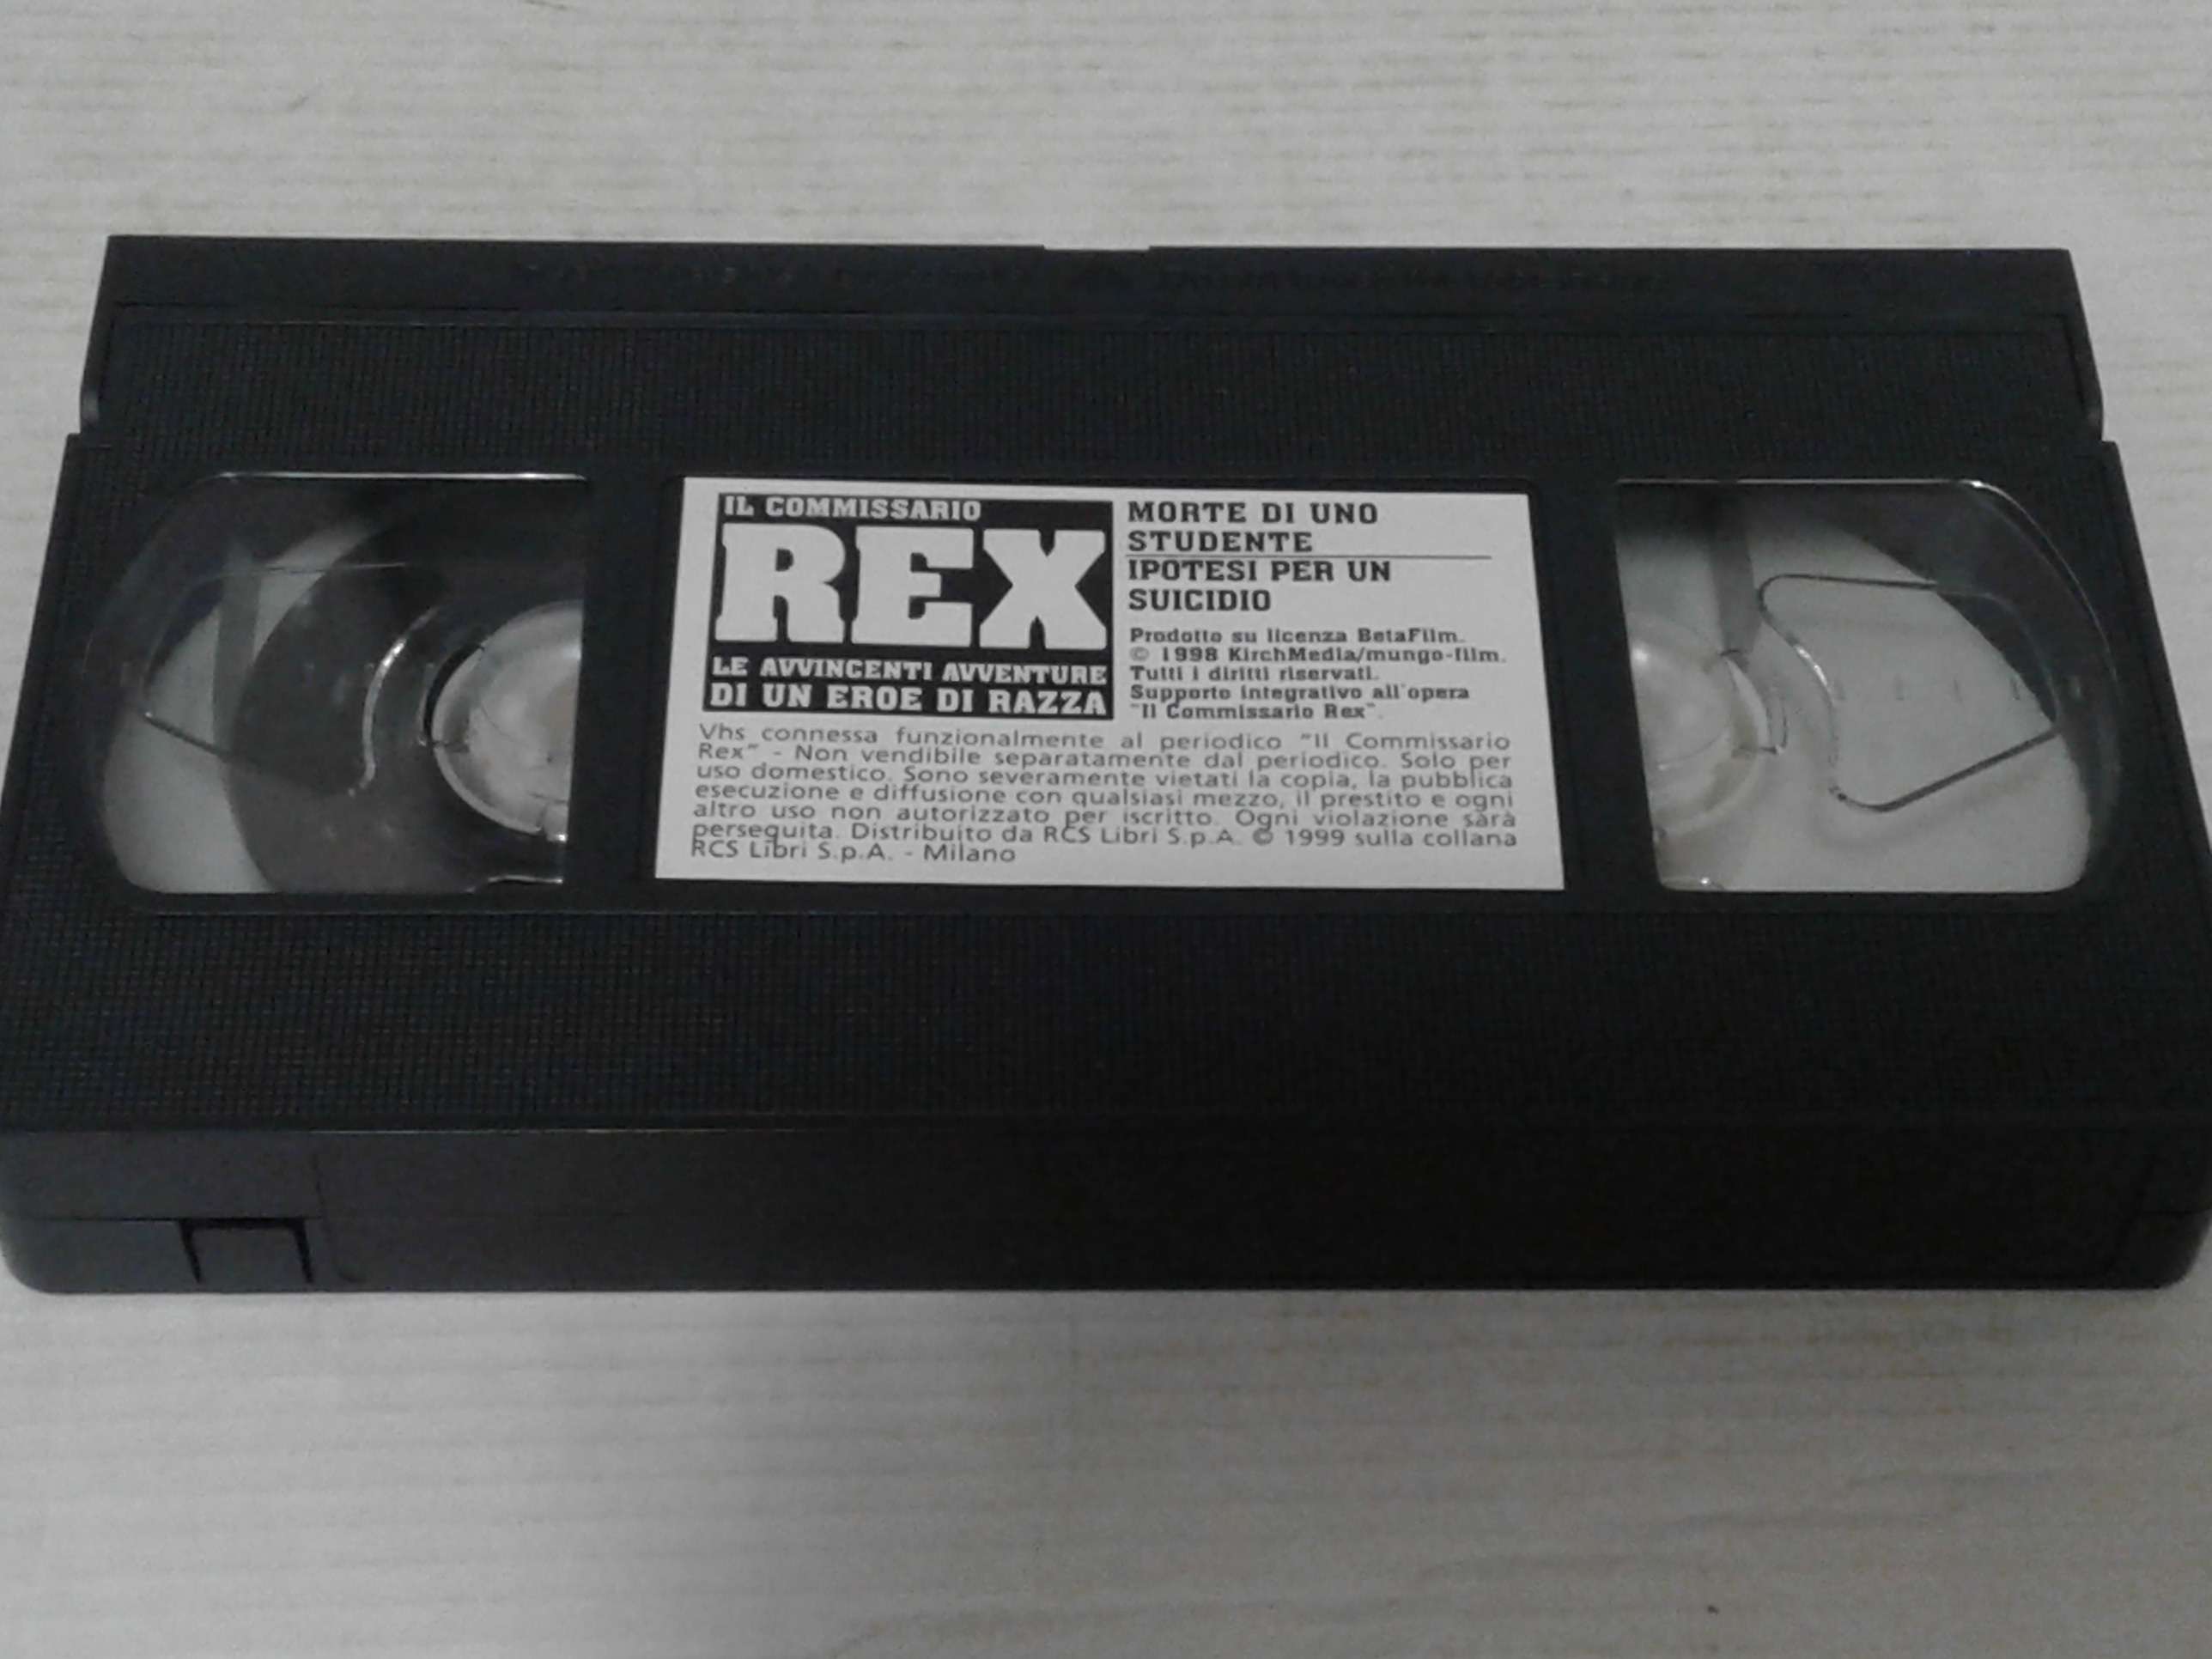 IL COMMISSARIO
REX
LE AVVINCENTI AVVENTURE
DI UN EROE DI RAZZA
MORTE DI UNO
STUDENTE
IPOTESI PER UN
SUICIDIO
Prodotto su licenza BetaFilm.
© 1998 KirchMedia/mungo-film.
Tutti i diritti riservati.
Supporto integrativo all'opera
"Il Commissario Rex".
Vhs connessa funzionalmente al periodico "Il Commissario
Rex" - Non vendibile separatamente dal periodico. Solo per
uso domestico. Sono severamente vietati la copia, la pubblica
esecuzione e diffusione con qualsiasi mezzo, il prestito e ogni
altro uso non autorizzato per iscritto. Ogni violazione sarà
perseguita. Distribuito da RCS Libri S.p.A. © 1999 sulla collana
RCS Libri S.p.A. - Milano